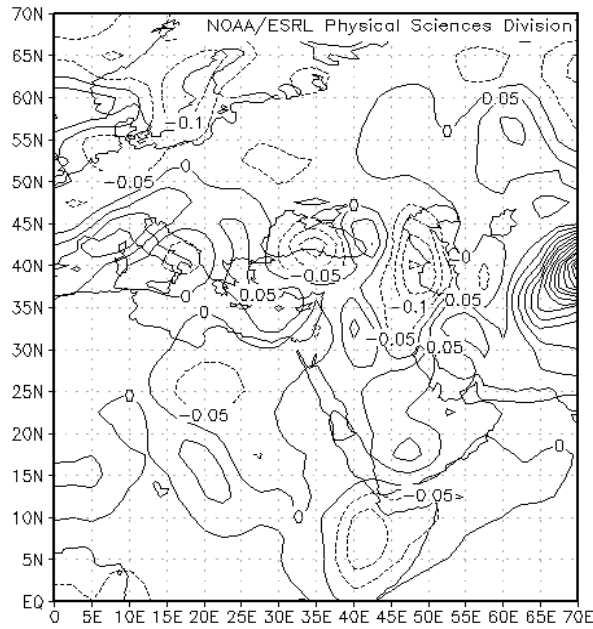 70N NOAA/ESRL Physical Sciences Division
65N
60N 0.05
-0.1 0
55N
0
50N -0.05
45N 0
0
40N -0.05
0 0.05 -0.1 0.05
35N 0
-0.05 0.05
30N
25N 0 -0.05
20N
0
15N
-0.05
10N 0
5N
EQ
0 5E 10E 15E 20E 25E 30E 35E 40E 45E 50E 55E 60E 65E 70E